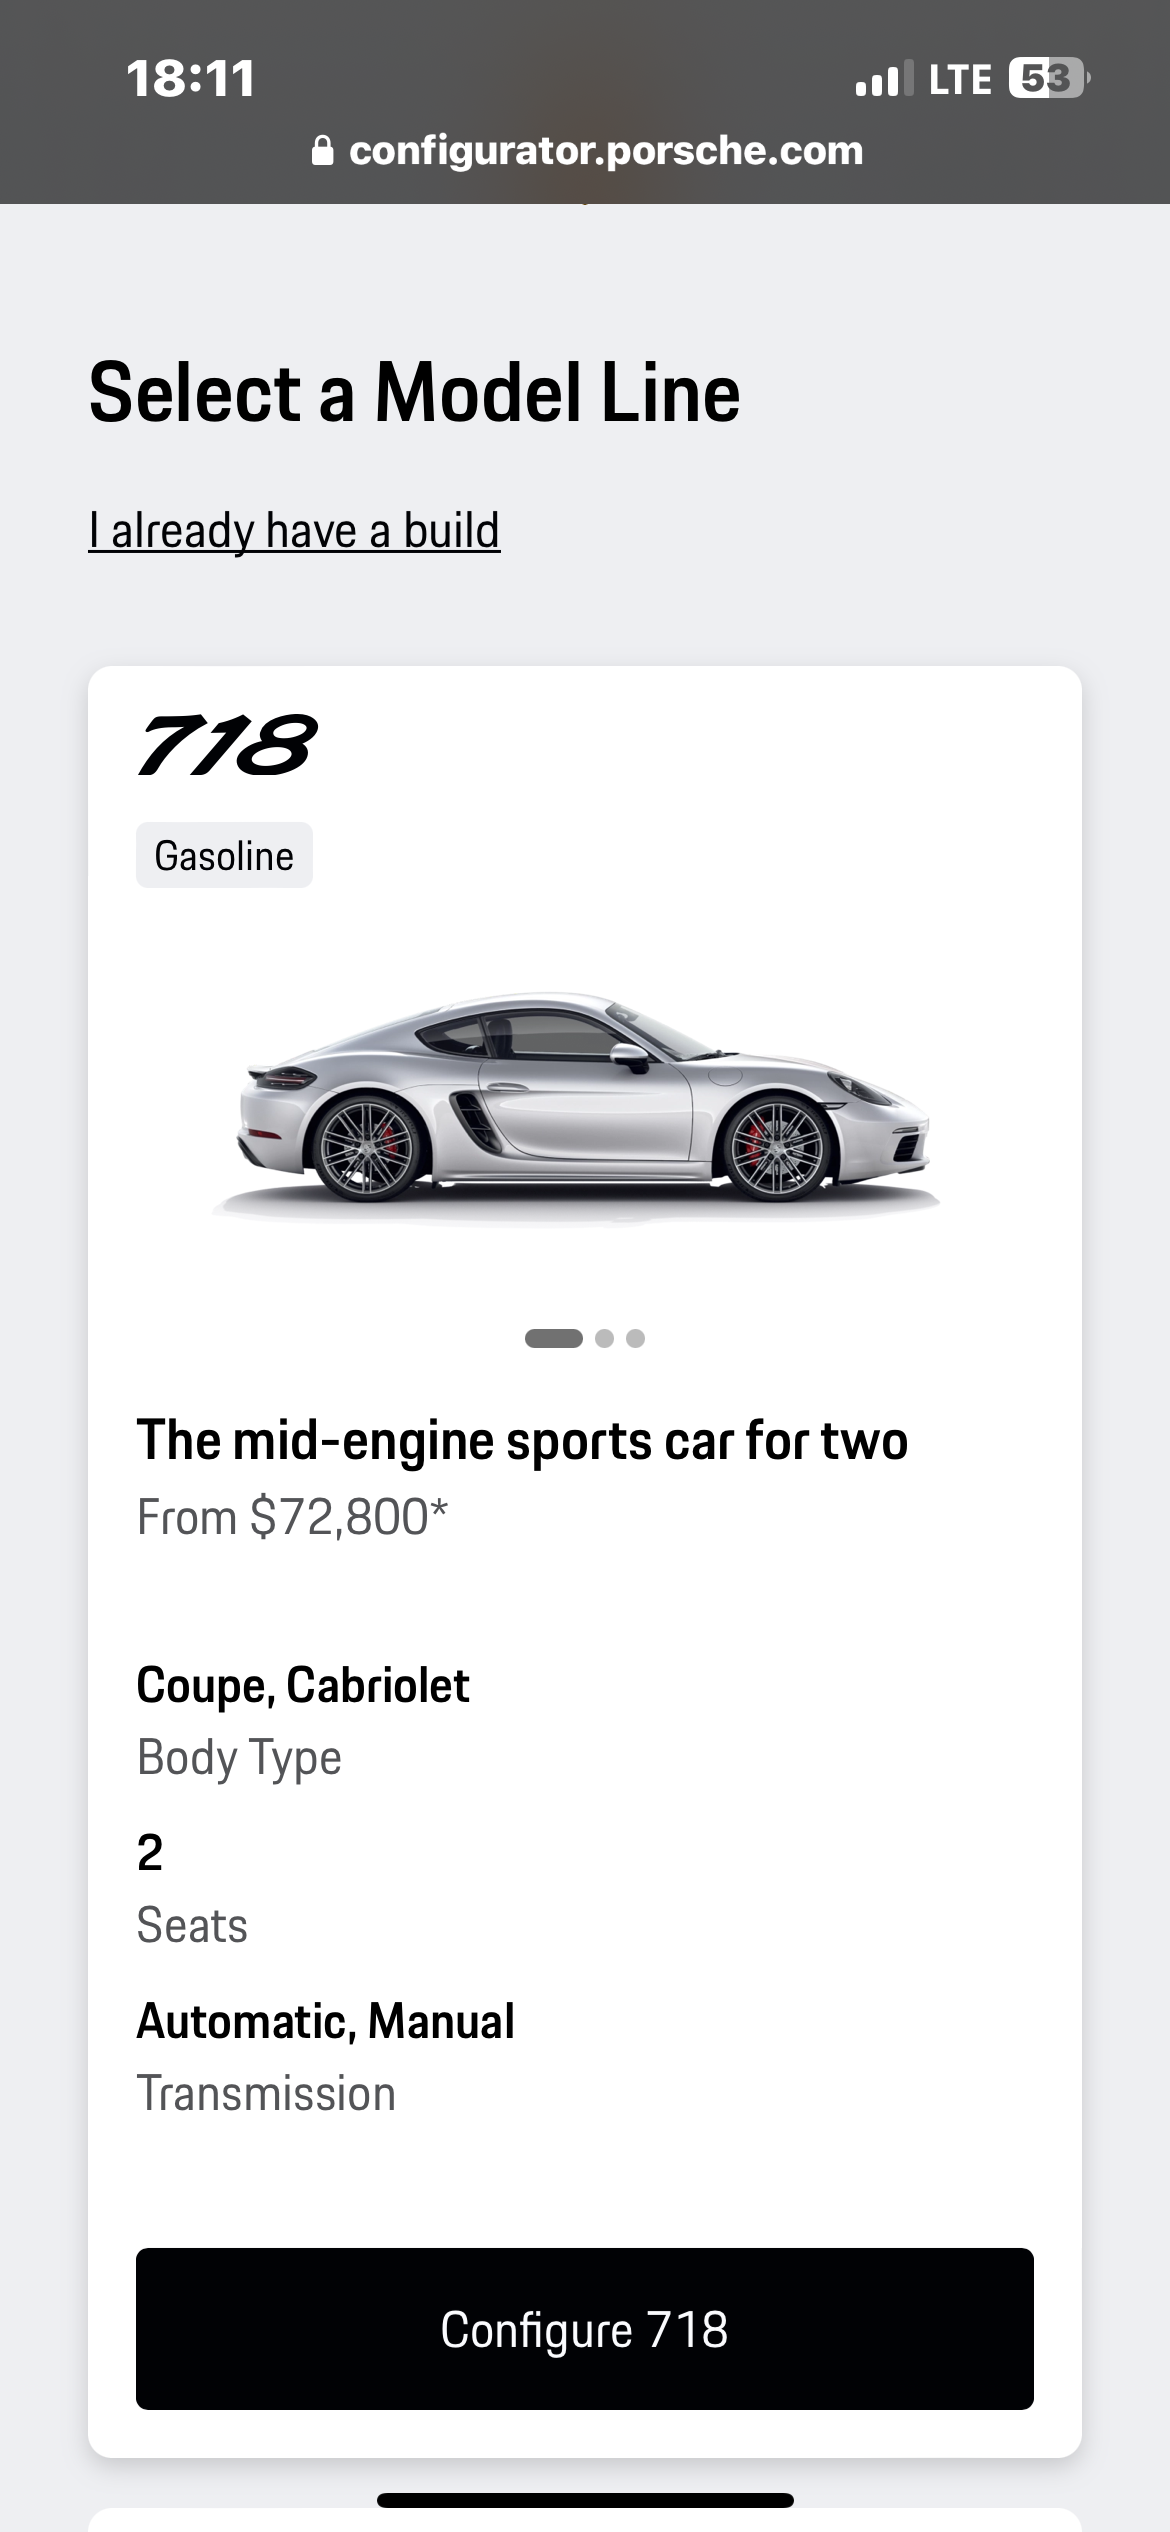 18:11
LTE 53
configurator.porsche.com
Select a Model Line
I already have a build
718
Gasoline
The mid-engine sports car for two
From $72,800*
Coupe, Cabriolet
Body Type
2
Seats
Automatic, Manual
Transmission
Configure 718